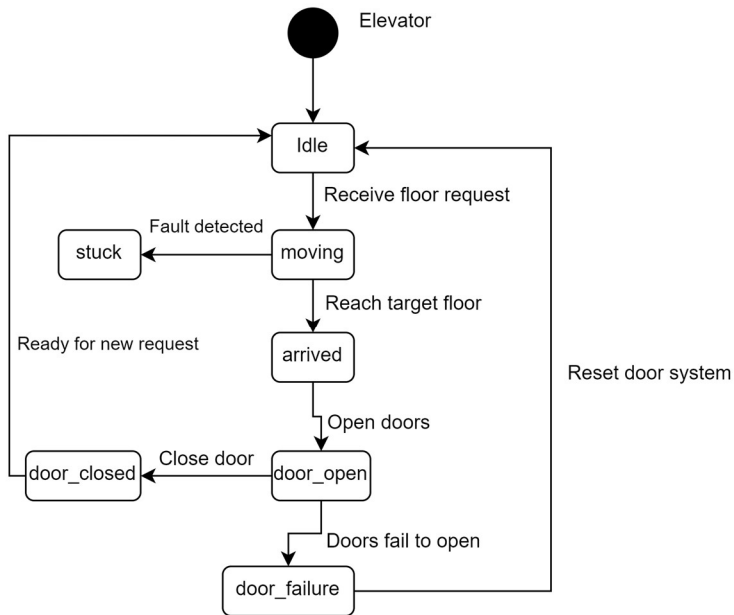 Elevator
Idle
Receive floor request
Fault detected
stuck
moving
Reach target floor
Ready for new request
arrived
Reset door system
Open doors
Close door
door_closed
door_open
Doors fail to open
door_failure